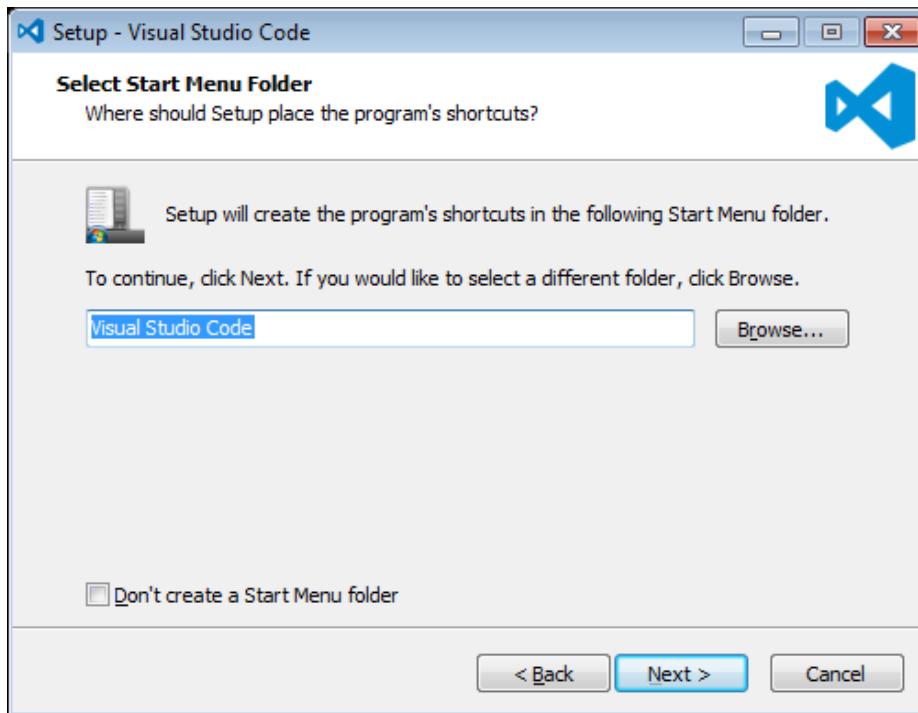 Setup - Visual Studio Code
Select Start Menu Folder
Where should Setup place the program's shortcuts?
Setup will create the program's shortcuts in the following Start Menu folder.
To continue, click Next. If you would like to select a different folder, click Browse.
Visual Studio Code
Browse...
Don't create a Start Menu folder
< Back
Next >
Cancel